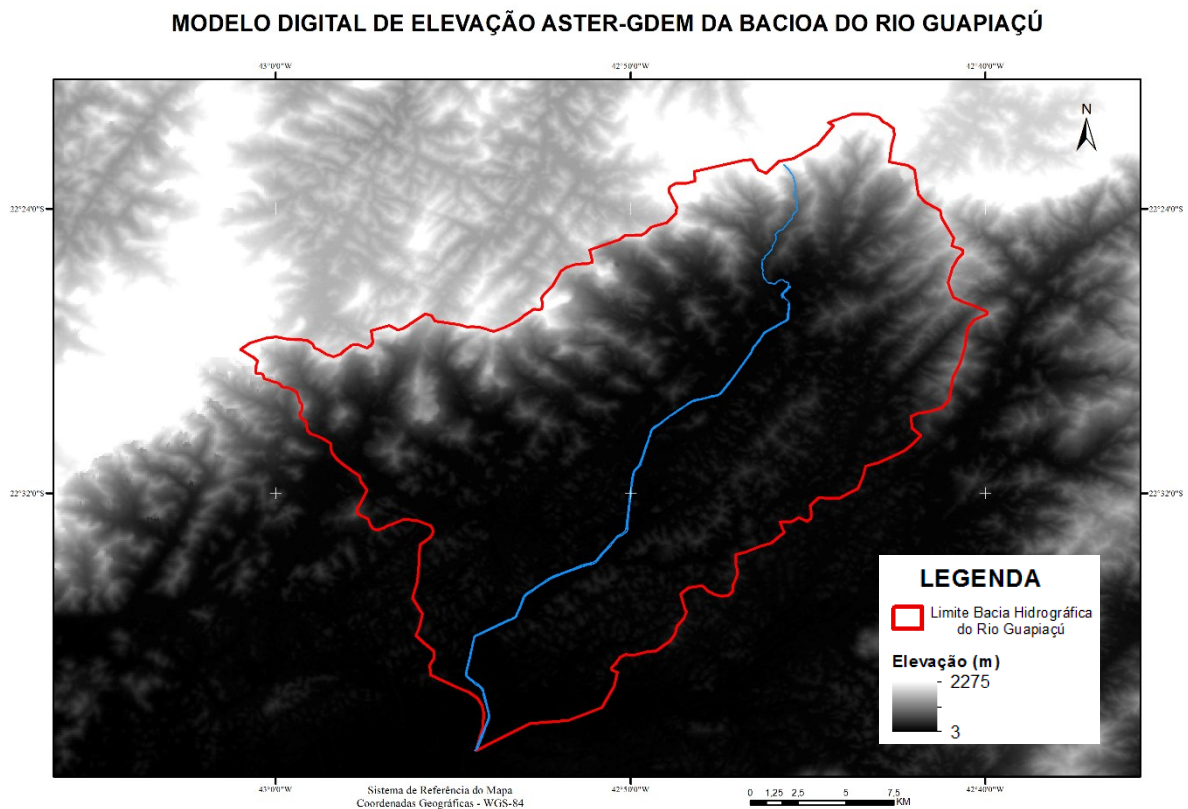 MODELO DIGITAL DE ELEVAÇÃO ASTER-GDEM DA BACIOA DO RIO GUAPIAÇÚ
43°0'0"W 42°50'0"W 42°40'0"W
N
22°24'0"S 22°24'0"S
22°32'0"S 22°32'0"S
LEGENDA
Limite Bacia Hidrográfica
do Rio Guapiaçú
Elevação (m)
2275
3
43°0'0"W 42°50'0"W 42°40'0"W
Sistema de Referência do Mapa
Coordenadas Geográficas - WGS-84
0 1,25 2,5 5 7,5
KM